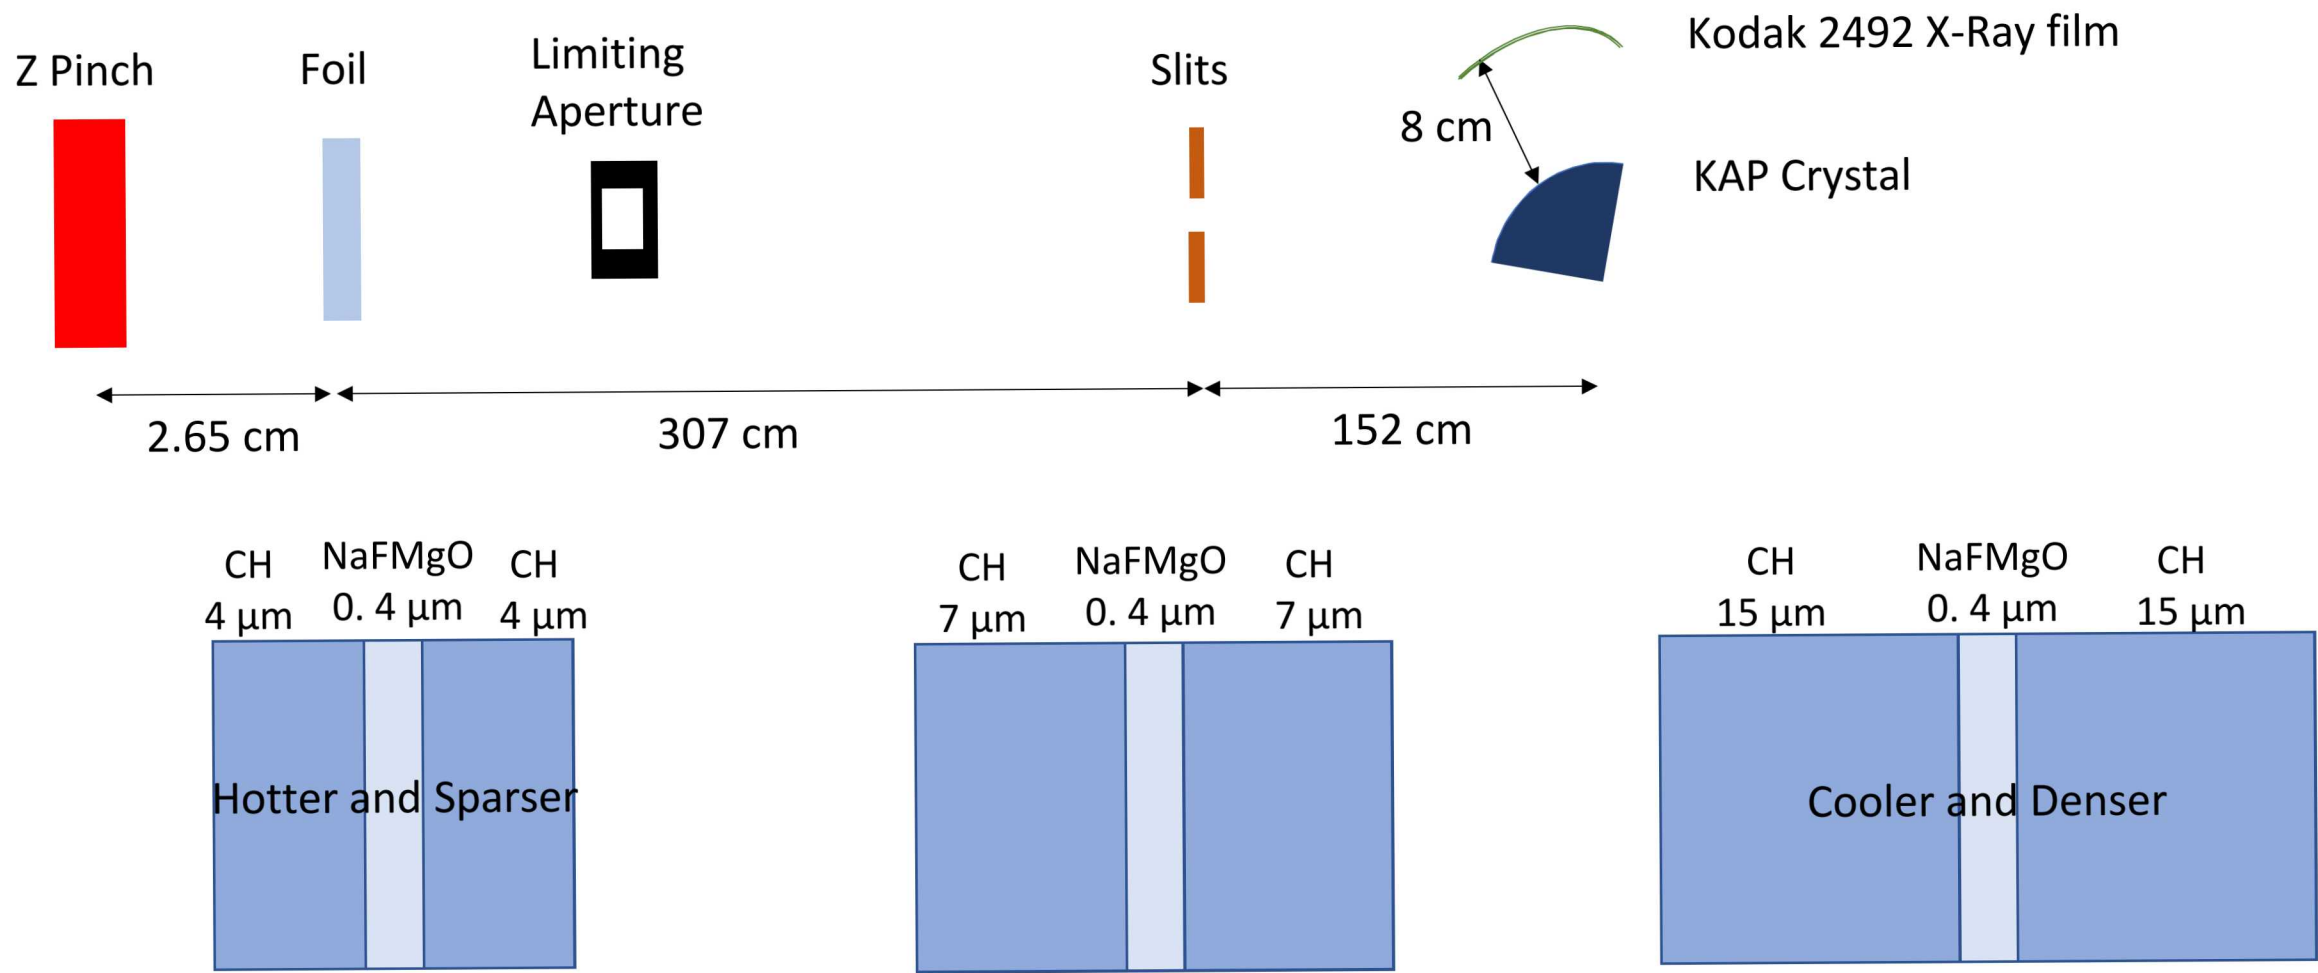 Z Pinch
Foil
Limiting
Aperture
Slits
Kodak 2492 X-Ray film
8 cm
KAP Crystal
2.65 cm
307 cm
152 cm
CH
4 µm
NaFMgO
0. 4 µm
CH
4 µm
Hotter and Sparser
CH
7 µm
NaFMgO
0. 4 µm
CH
7 µm
CH
15 µm
NaFMgO
0. 4 µm
CH
15 µm
Cooler and Denser